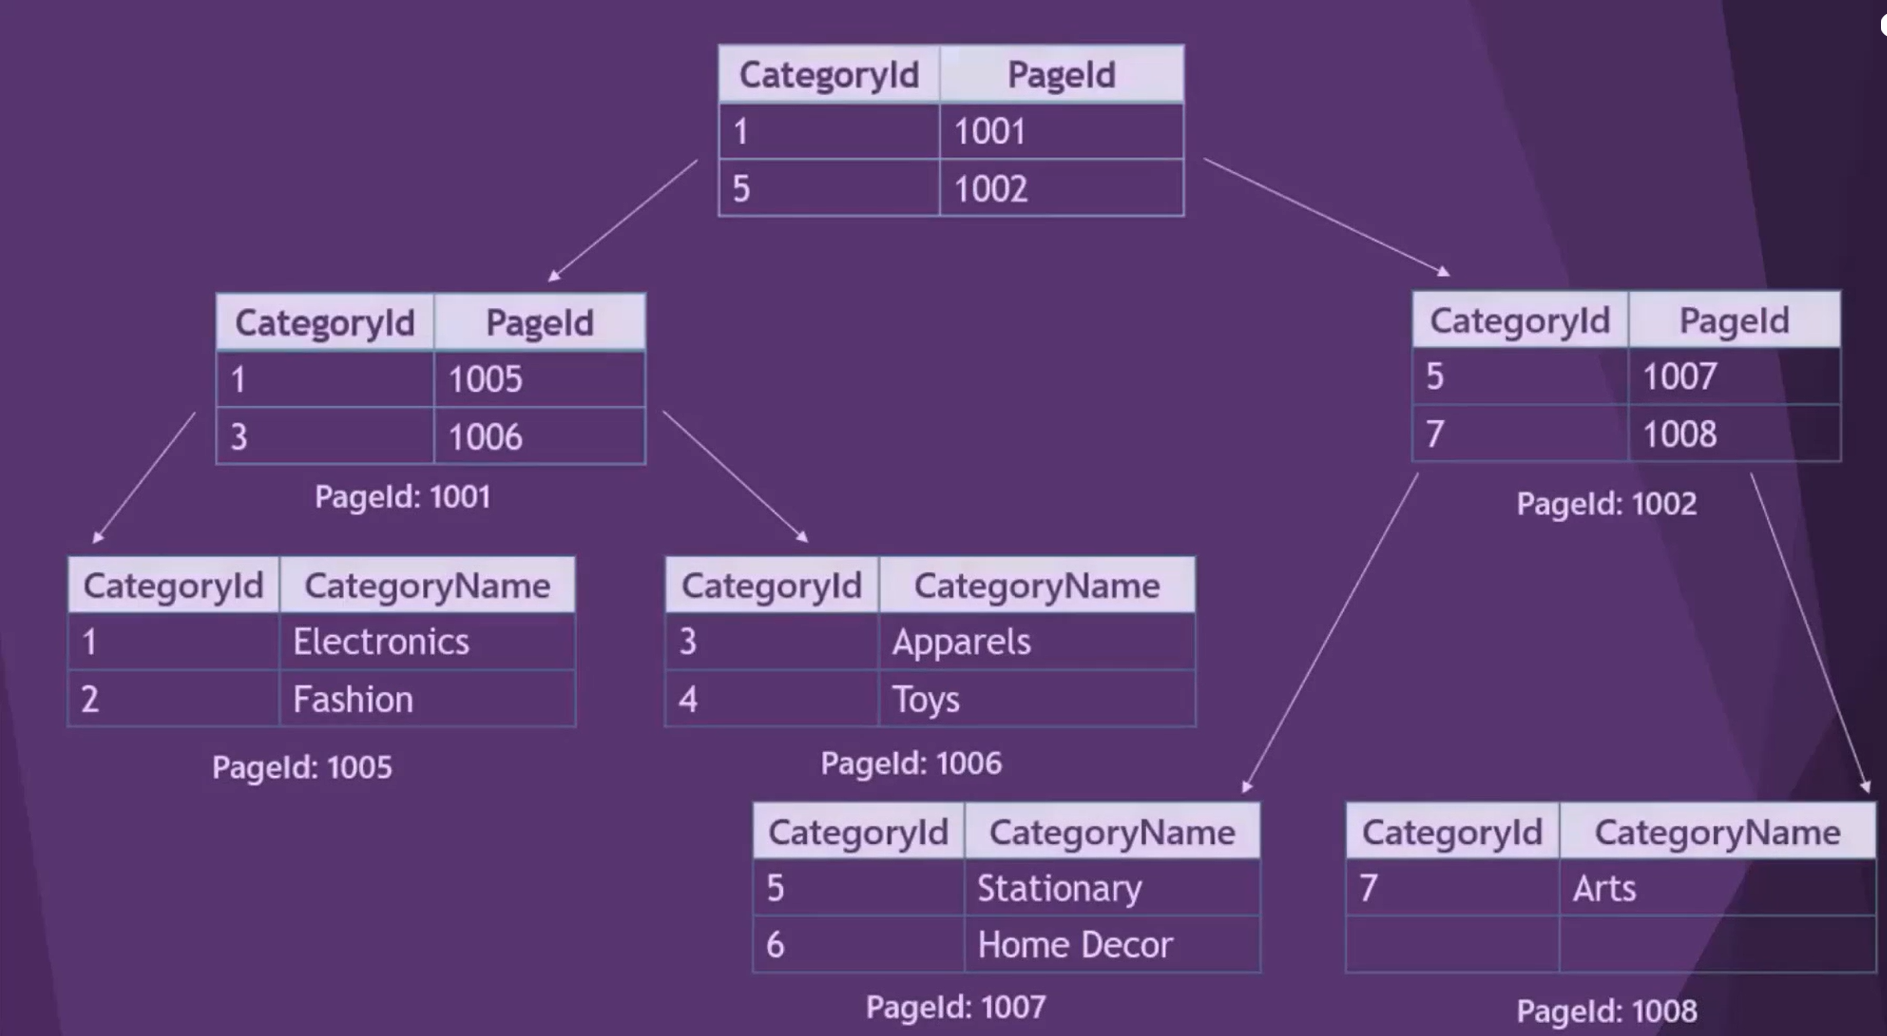 CategoryId PageId
1 1001
5 1002
CategoryId PageId
1 1005
3 1006
PageId: 1001
CategoryId PageId
5 1007
7 1008
PageId: 1002
CategoryId CategoryName
1 Electronics
2 Fashion
PageId: 1005
CategoryId CategoryName
3 Apparels
4 Toys
PageId: 1006
CategoryId CategoryName
5 Stationary
6 Home Decor
PageId: 1007
CategoryId CategoryName
7 Arts
PageId: 1008